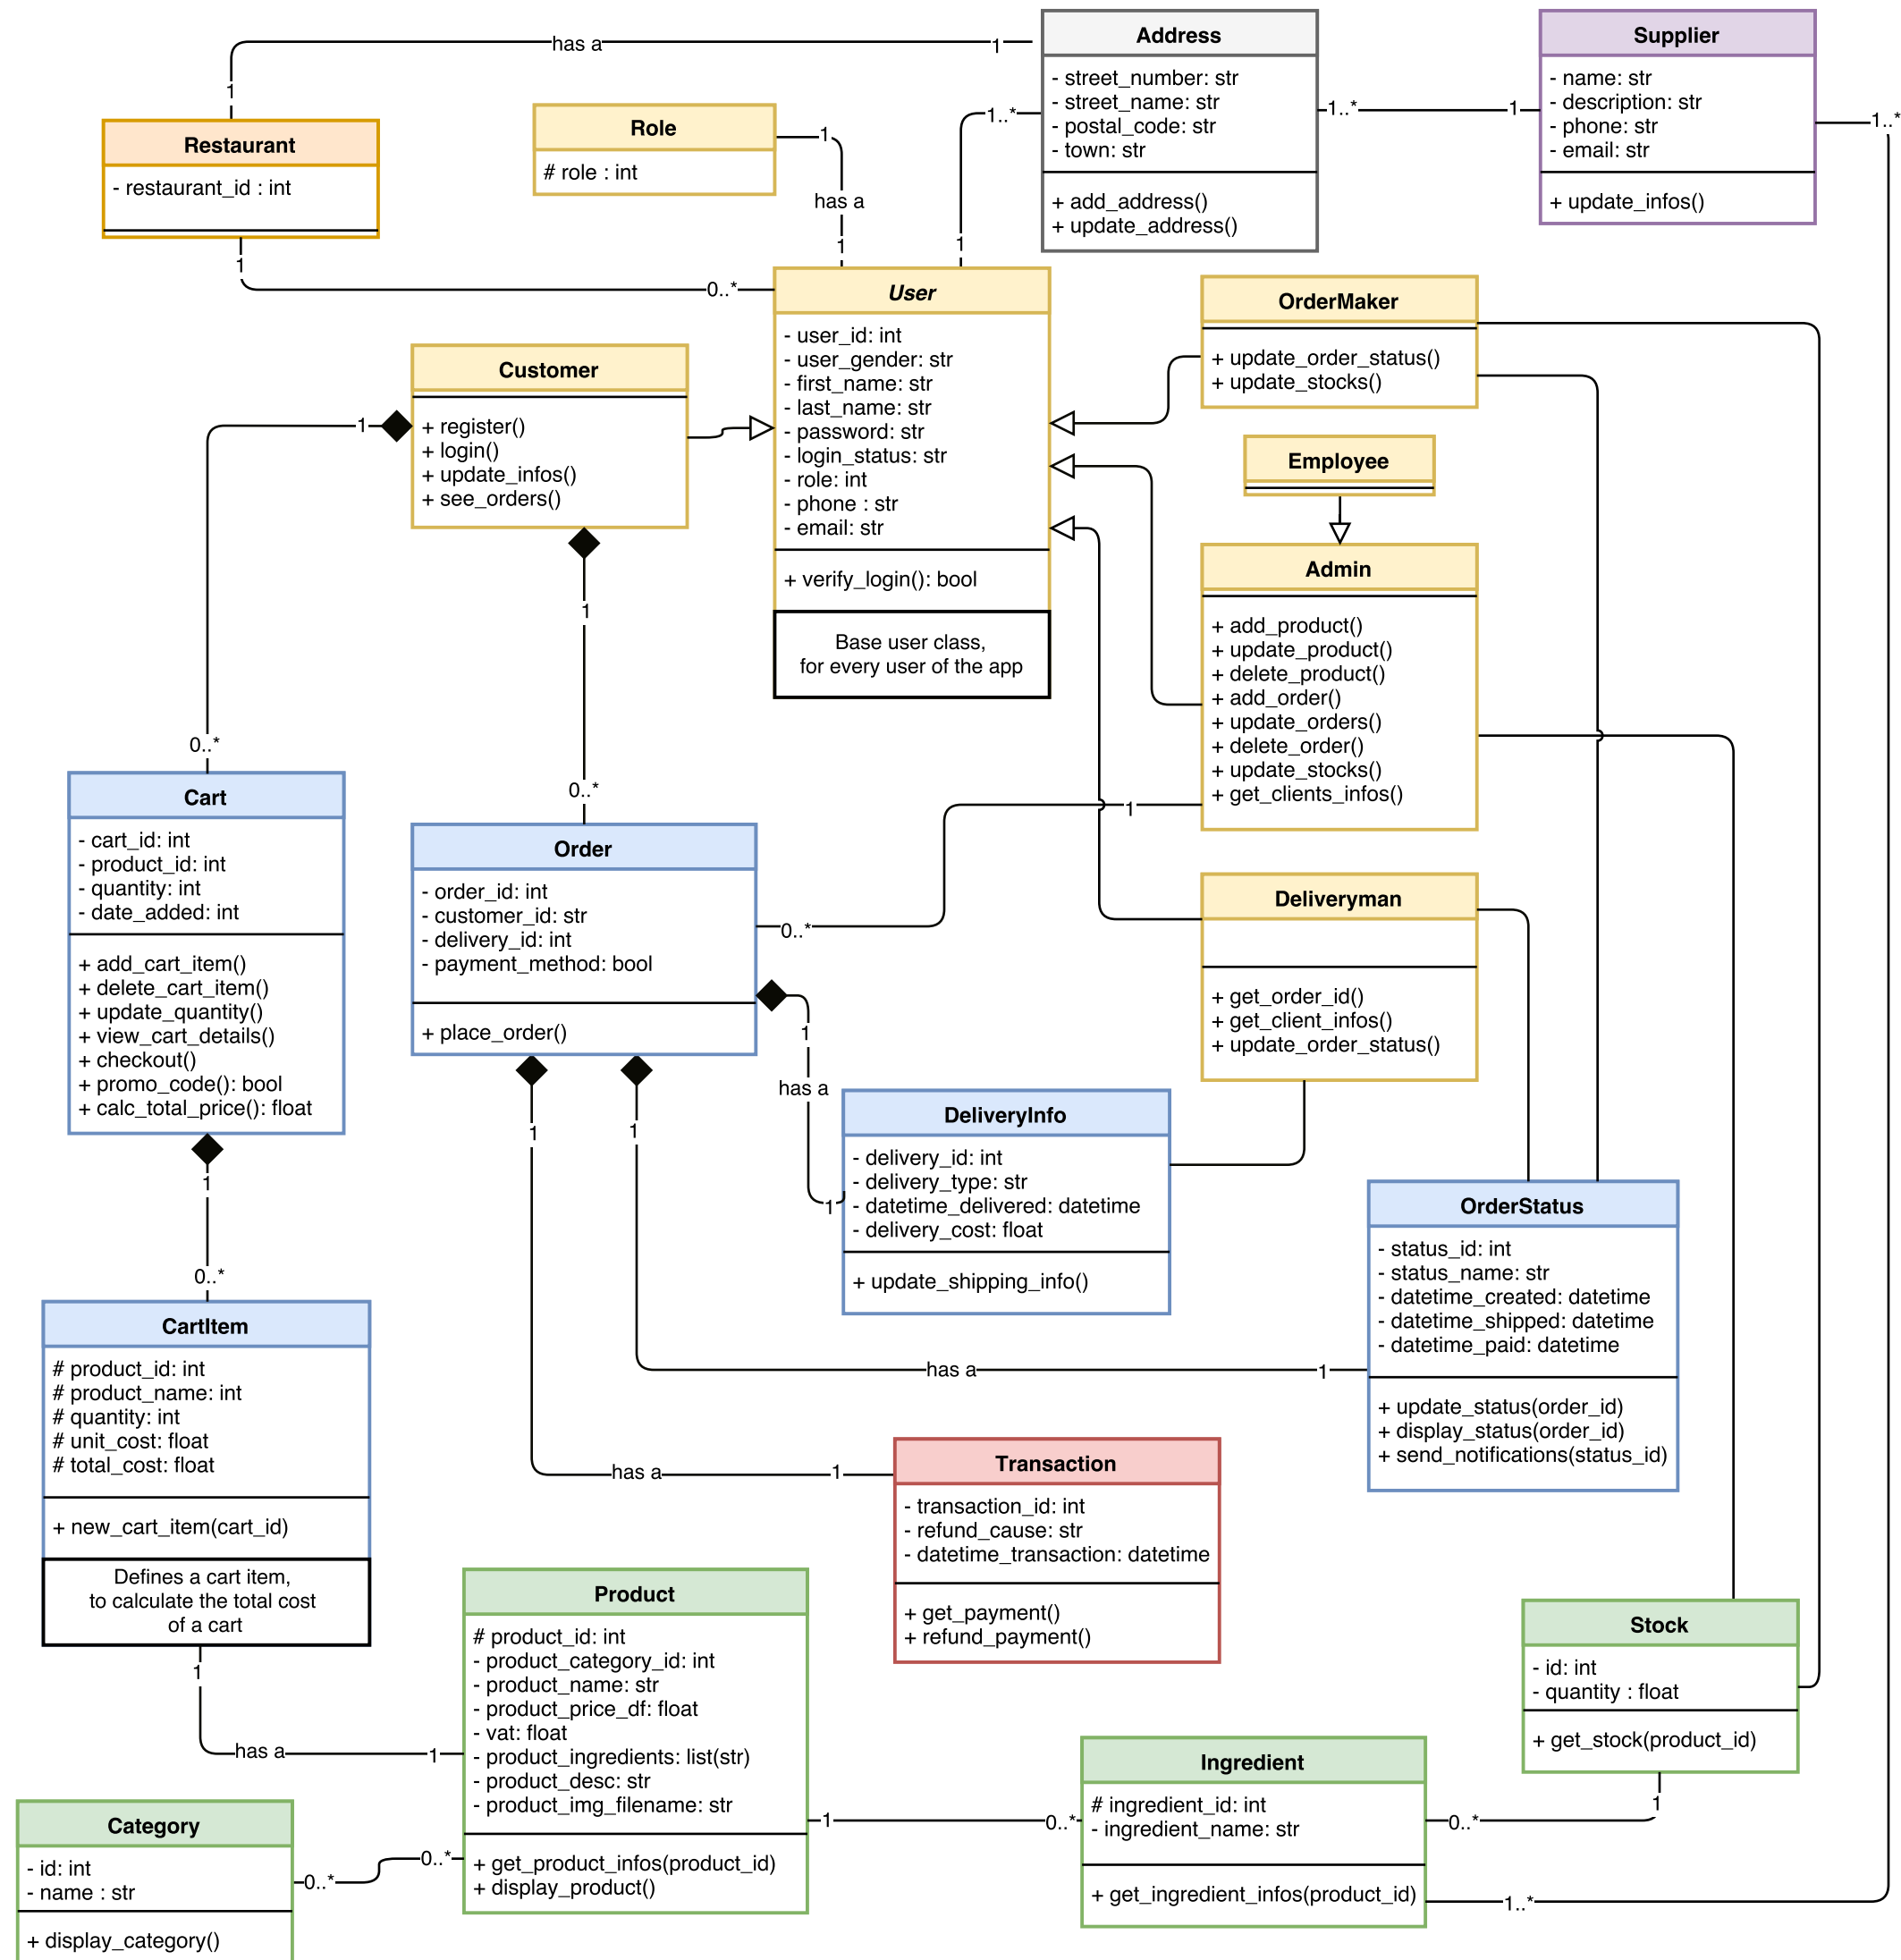 has a
1
1
Address
- street_number: str
- street_name: str
- postal_code: str
- town: str
+ add_address()
+ update_address()
1..*
1
Supplier
- name: str
- description: str
- phone: str
- email: str
+ update_infos()
1..*
Restaurant
- restaurant_id : int
1
0..*
Role
# role : int
1
has a
1
1..*
1
User
- user_id: int
- user_gender: str
- first_name: str
- last_name: str
- password: str
- login_status: str
- role: int
- phone : str
- email: str
+ verify_login(): bool
Base user class,
for every user of the app
OrderMaker
+ update_order_status()
+ update_stocks()
Customer
+ register()
+ login()
+ update_infos()
+ see_orders()
1
0..*
1
0..*
Employee
Admin
+ add_product()
+ update_product()
+ delete_product()
+ add_order()
+ update_orders()
+ delete_order()
+ update_stocks()
+ get_clients_infos()
1
0..*
Cart
- cart_id: int
- product_id: int
- quantity: int
- date_added: int
+ add_cart_item()
+ delete_cart_item()
+ update_quantity()
+ view_cart_details()
+ checkout()
+ promo_code(): bool
+ calc_total_price(): float
1
0..*
Order
- order_id: int
- customer_id: str
- delivery_id: int
- payment_method: bool
+ place_order()
1
has a
1
1
1
Deliveryman
+ get_order_id()
+ get_client_infos()
+ update_order_status()
DeliveryInfo
- delivery_id: int
- delivery_type: str
- datetime_delivered: datetime
- delivery_cost: float
+ update_shipping_info()
OrderStatus
- status_id: int
- status_name: str
- datetime_created: datetime
- datetime_shipped: datetime
- datetime_paid: datetime
+ update_status(order_id)
+ display_status(order_id)
+ send_notifications(status_id)
has a
1
CartItem
# product_id: int
# product_name: int
# quantity: int
# unit_cost: float
# total_cost: float
+ new_cart_item(cart_id)
Defines a cart item,
to calculate the total cost
of a cart
1
has a
1
has a
1
Transaction
- transaction_id: int
- refund_cause: str
- datetime_transaction: datetime
+ get_payment()
+ refund_payment()
Product
# product_id: int
- product_category_id: int
- product_name: str
- product_price_df: float
- vat: float
- product_ingredients: list(str)
- product_desc: str
- product_img_filename: str
+ get_product_infos(product_id)
+ display_product()
Stock
- id: int
- quantity : float
+ get_stock(product_id)
1
0..*
Ingredient
# ingredient_id: int
- ingredient_name: str
+ get_ingredient_infos(product_id)
1
0..*
1..*
Category
- id: int
- name : str
+ display_category()
0..*
0..*